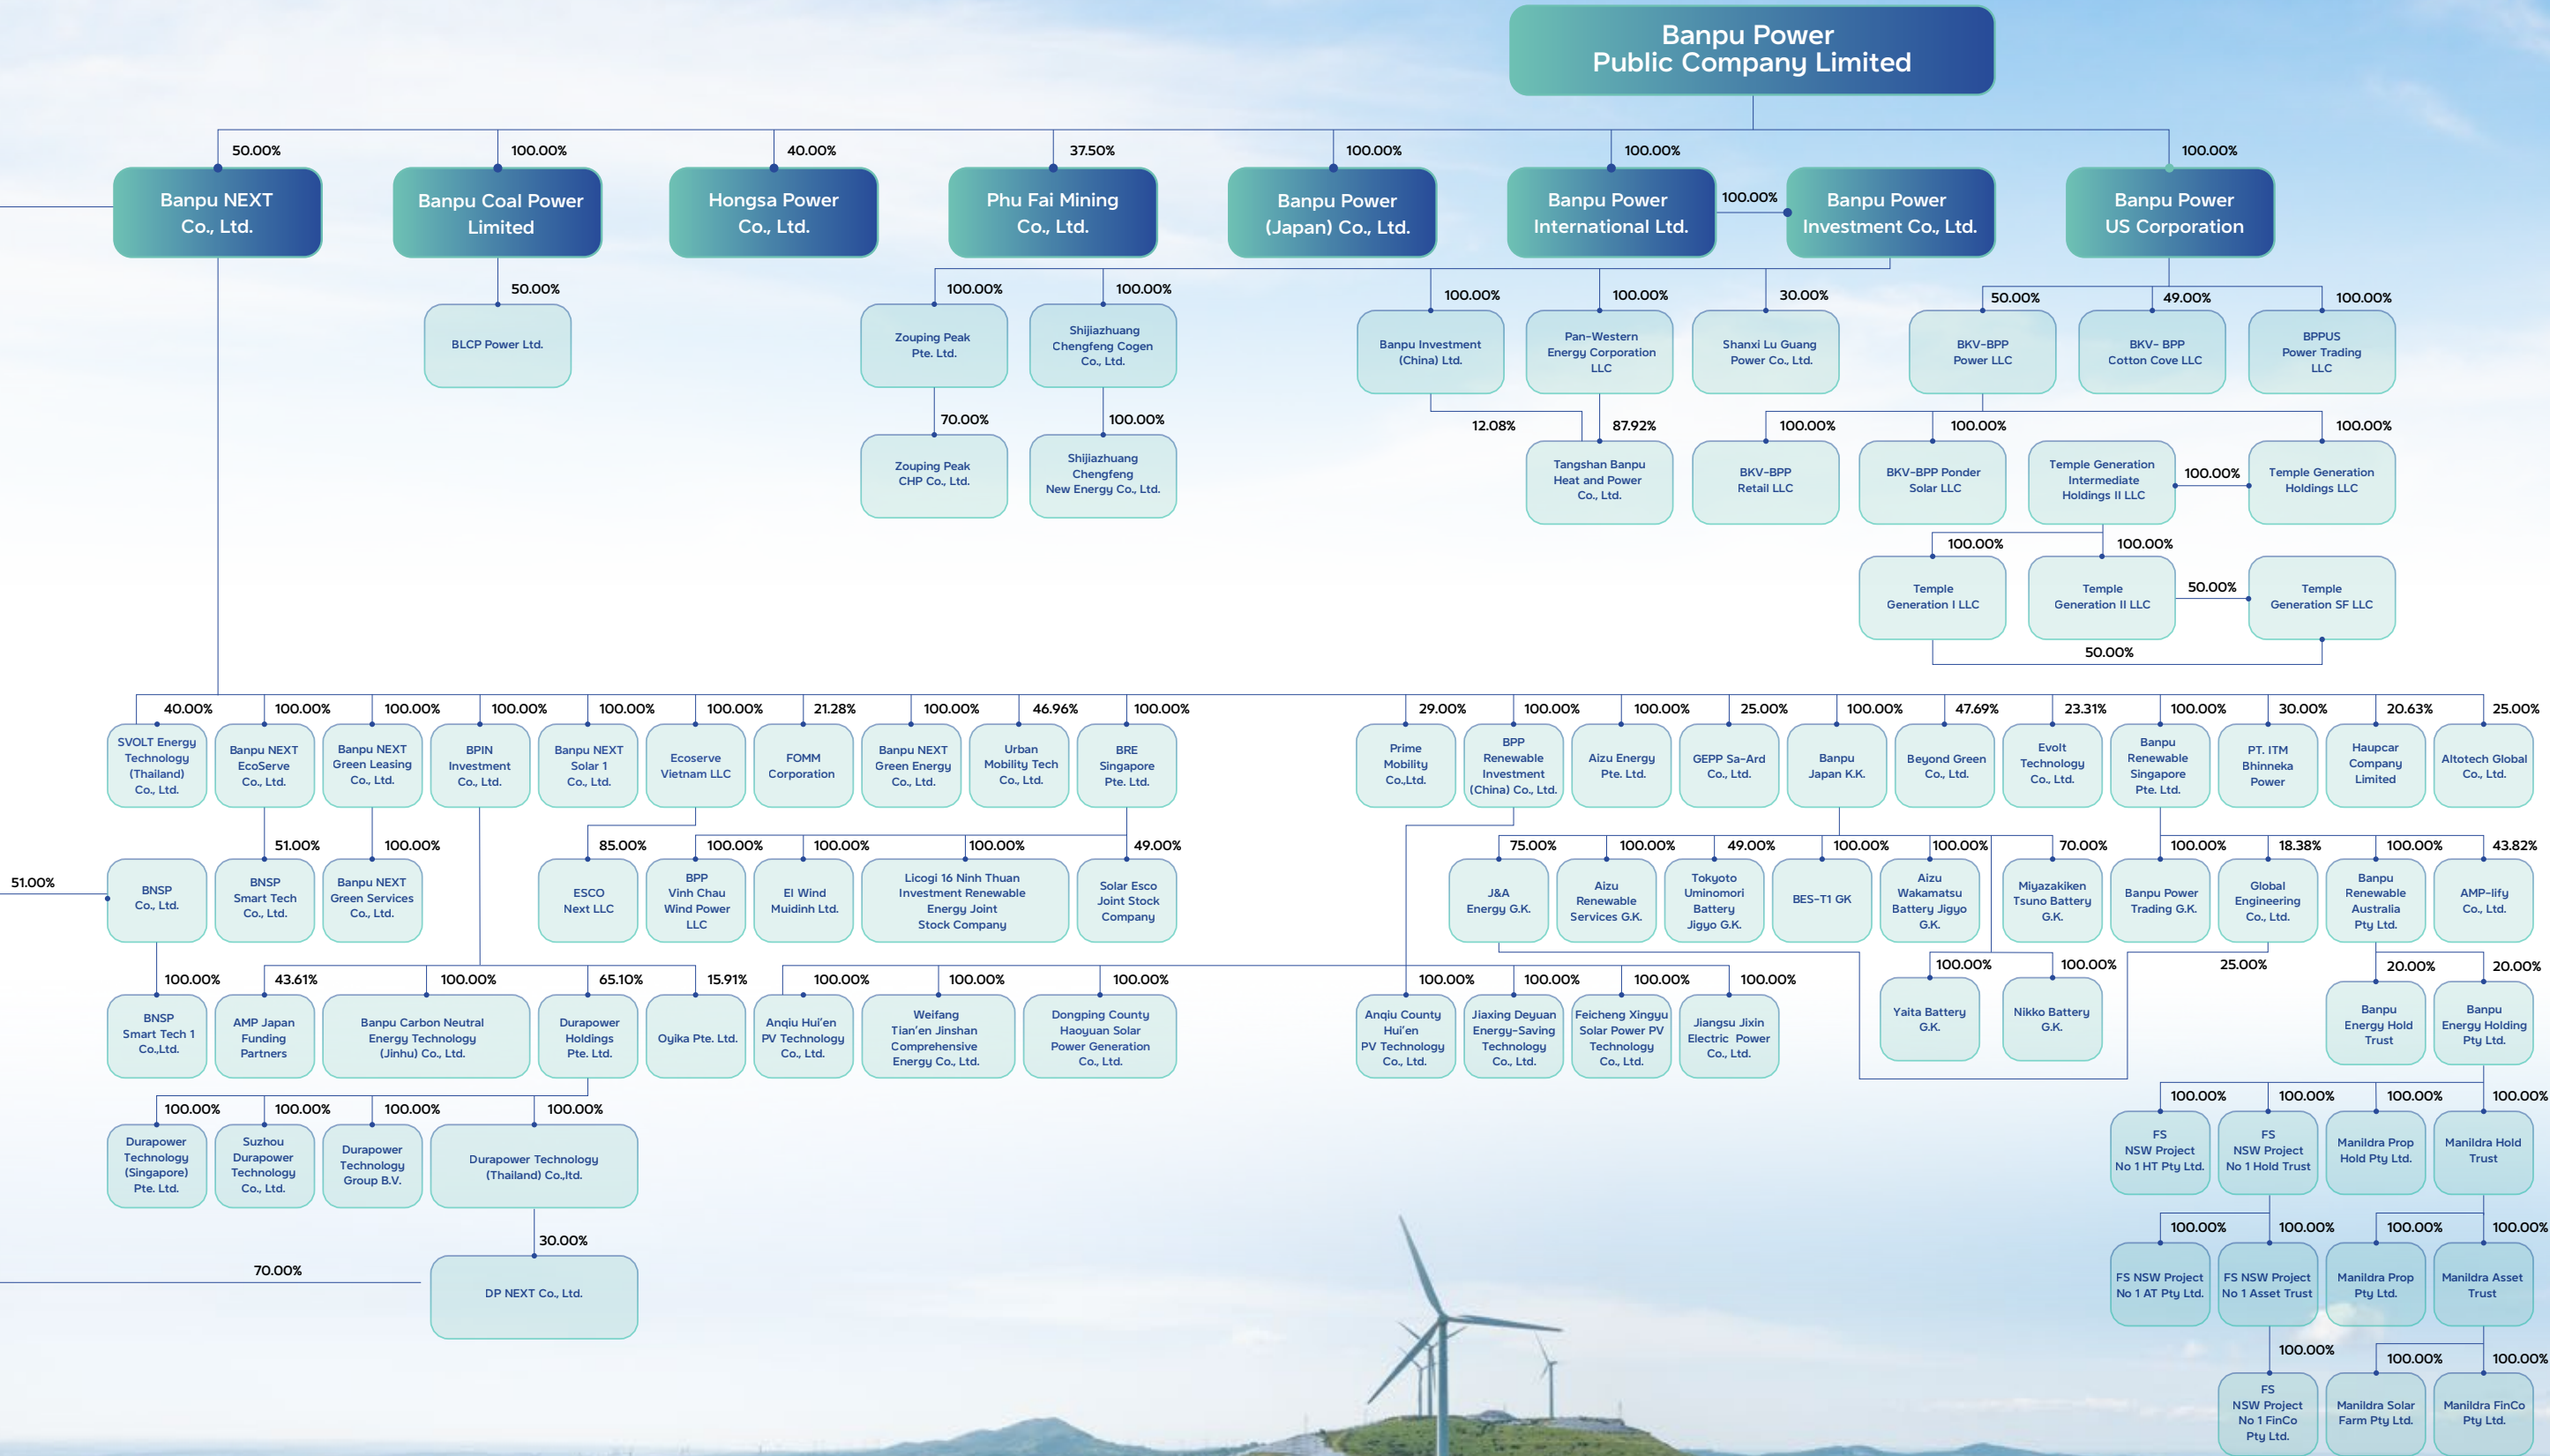 Banpu Power
Public Company Limited
50.00%
100.00%
40.00%
37.50%
100.00%
100.00%
100.00%
Banpu NEXT
Co., Ltd.
Banpu Coal Power
Limited
Hongsa Power
Co., Ltd.
Phu Fai Mining
Co., Ltd.
Banpu Power
(Japan) Co., Ltd.
Banpu Power
International Ltd.
100.00%
Banpu Power
Investment Co., Ltd.
Banpu Power
US Corporation
50.00%
100.00%
100.00%
100.00%
100.00%
30.00%
50.00%
49.00%
100.00%
BLCP Power Ltd.
Zouping Peak
Pte. Ltd.
Shijiazhuang
Chengfeng Cogen
Co., Ltd.
Banpu Investment
(China) Ltd.
Pan-Western
Energy Corporation
LLC
Shanxi Lu Guang
Power Co., Ltd.
BKV-BPP
Power LLC
BKV- BPP
Cotton Cove LLC
BPPUS
Power Trading
LLC
70.00%
100.00%
12.08%
87.92%
100.00%
100.00%
100.00%
Zouping Peak
CHP Co., Ltd.
Shijiazhuang
Chengfeng
New Energy Co., Ltd.
Tangshan Banpu
Heat and Power
Co., Ltd.
BKV-BPP
Retail LLC
BKV-BPP Ponder
Solar LLC
Temple Generation
Intermediate
Holdings II LLC
100.00%
Temple Generation
Holdings LLC
100.00%
100.00%
Temple
Generation I LLC
Temple
Generation II LLC
50.00%
Temple
Generation SF LLC
50.00%
40.00%
100.00%
100.00%
100.00%
100.00%
100.00%
21.28%
100.00%
46.96%
100.00%
29.00%
100.00%
100.00%
25.00%
100.00%
47.69%
23.31%
100.00%
30.00%
20.63%
25.00%
SVOLT Energy
Technology
(Thailand)
Co., Ltd.
Banpu NEXT
EcoServe
Co., Ltd.
Banpu NEXT
Green Leasing
Co., Ltd.
BPIN
Investment
Co., Ltd.
Banpu NEXT
Solar 1
Co., Ltd.
Ecoserve
Vietnam LLC
FOMM
Corporation
Banpu NEXT
Green Energy
Co., Ltd.
Urban
Mobility Tech
Co., Ltd.
BRE
Singapore
Pte. Ltd.
Prime
Mobility
Co.,Ltd.
BPP
Renewable
Investment
(China) Co., Ltd.
Aizu Energy
Pte. Ltd.
GEPP Sa-Ard
Co., Ltd.
Banpu
Japan K.K.
Beyond Green
Co., Ltd.
Evolt
Technology
Co., Ltd.
Banpu
Renewable
Singapore
Pte. Ltd.
PT. ITM
Bhinneka
Power
Haupcar
Company
Limited
Altotech Global
Co., Ltd.
51.00%
51.00%
100.00%
85.00%
100.00%
100.00%
100.00%
49.00%
75.00%
100.00%
49.00%
100.00%
100.00%
70.00%
100.00%
18.38%
100.00%
43.82%
BNSP
Co., Ltd.
BNSP
Smart Tech
Co., Ltd.
Banpu NEXT
Green Services
Co., Ltd.
ESCO
Next LLC
BPP
Vinh Chau
Wind Power
LLC
EI Wind
Muidinh Ltd.
Licogi 16 Ninh Thuan
Investment Renewable
Energy Joint
Stock Company
Solar Esco
Joint Stock
Company
J&A
Energy G.K.
Aizu
Renewable
Services G.K.
Tokyoto
Uminomori
Battery
Jigyo G.K.
BES-T1 GK
Aizu
Wakamatsu
Battery Jigyo
G.K.
Miyazakiken
Tsuno Battery
G.K.
Banpu Power
Trading G.K.
Global
Engineering
Co., Ltd.
Banpu
Renewable
Australia
Pty Ltd.
AMP-lify
Co., Ltd.
100.00%
43.61%
100.00%
65.10%
15.91%
100.00%
100.00%
100.00%
100.00%
100.00%
100.00%
100.00%
100.00%
100.00%
25.00%
20.00%
20.00%
BNSP
Smart Tech 1
Co.,Ltd.
AMP Japan
Funding
Partners
Banpu Carbon Neutral
Energy Technology
(Jinhu) Co., Ltd.
Durapower
Holdings
Pte. Ltd.
Oyika Pte. Ltd.
Anqiu Hui'en
PV Technology
Co., Ltd.
Weifang
Tian'en Jinshan
Comprehensive
Energy Co., Ltd.
Dongping County
Haoyuan Solar
Power Generation
Co., Ltd.
Anqiu County
Hui'en
PV Technology
Co., Ltd.
Jiaxing Deyuan
Energy-Saving
Technology
Co., Ltd.
Feicheng Xingyu
Solar Power PV
Technology
Co., Ltd.
Jiangsu Jixin
Electric Power
Co., Ltd.
Yaita Battery
G.K.
Nikko Battery
G.K.
Banpu
Energy Hold
Trust
Banpu
Energy Holding
Pty Ltd.
100.00%
100.00%
100.00%
100.00%
100.00%
100.00%
100.00%
100.00%
Durapower
Technology
(Singapore)
Pte. Ltd.
Suzhou
Durapower
Technology
Co., Ltd.
Durapower
Technology
Group B.V.
Durapower Technology
(Thailand) Co.,ltd.
FS
NSW Project
No 1 HT Pty Ltd.
FS
NSW Project
No 1 Hold Trust
Manildra Prop
Hold Pty Ltd.
Manildra Hold
Trust
30.00%
100.00%
100.00%
100.00%
100.00%
70.00%
DP NEXT Co., Ltd.
FS NSW Project
No 1 AT Pty Ltd.
FS NSW Project
No 1 Asset Trust
Manildra Prop
Pty Ltd.
Manildra Asset
Trust
100.00%
100.00%
100.00%
FS
NSW Project
No 1 FinCo
Pty Ltd.
Manildra Solar
Farm Pty Ltd.
Manildra FinCo
Pty Ltd.